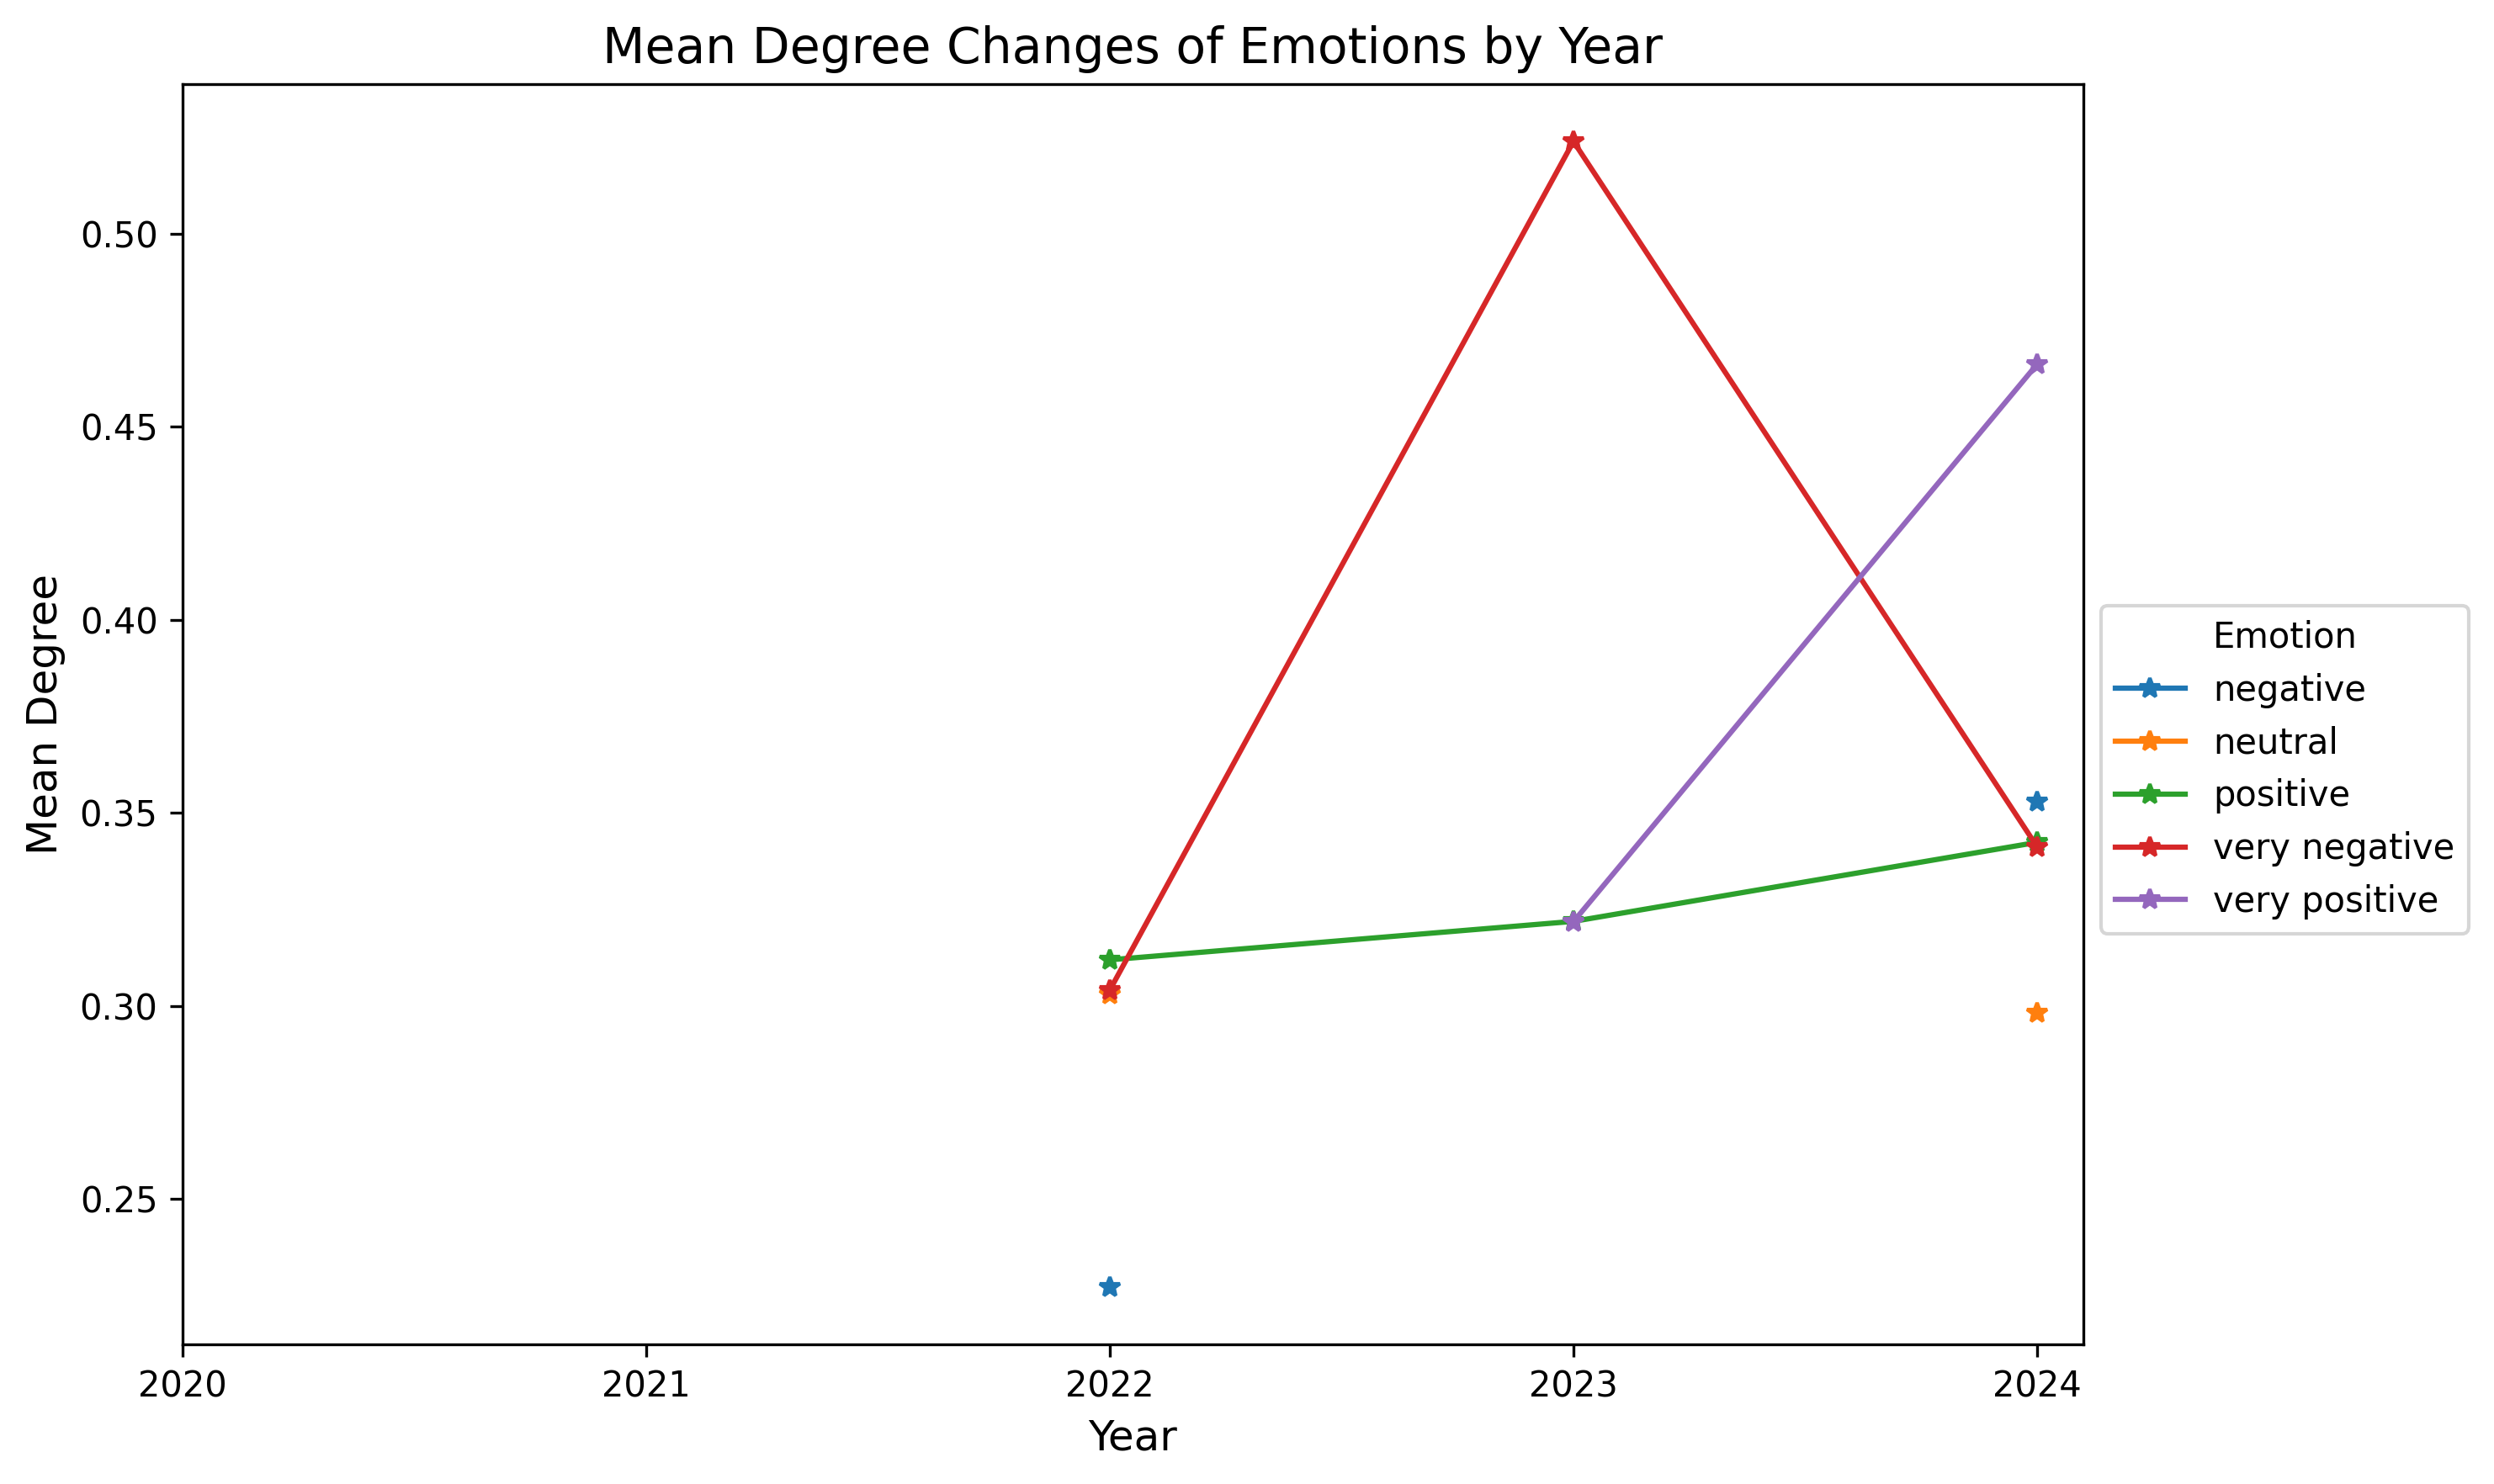 Mean Degree Changes of Emotions by Year
Mean Degree
0.50
0.45
0.40
0.35
0.30
0.25
2020 2021 2022 2023 2024
Year
Emotion
negative
neutral
positive
very negative
very positive